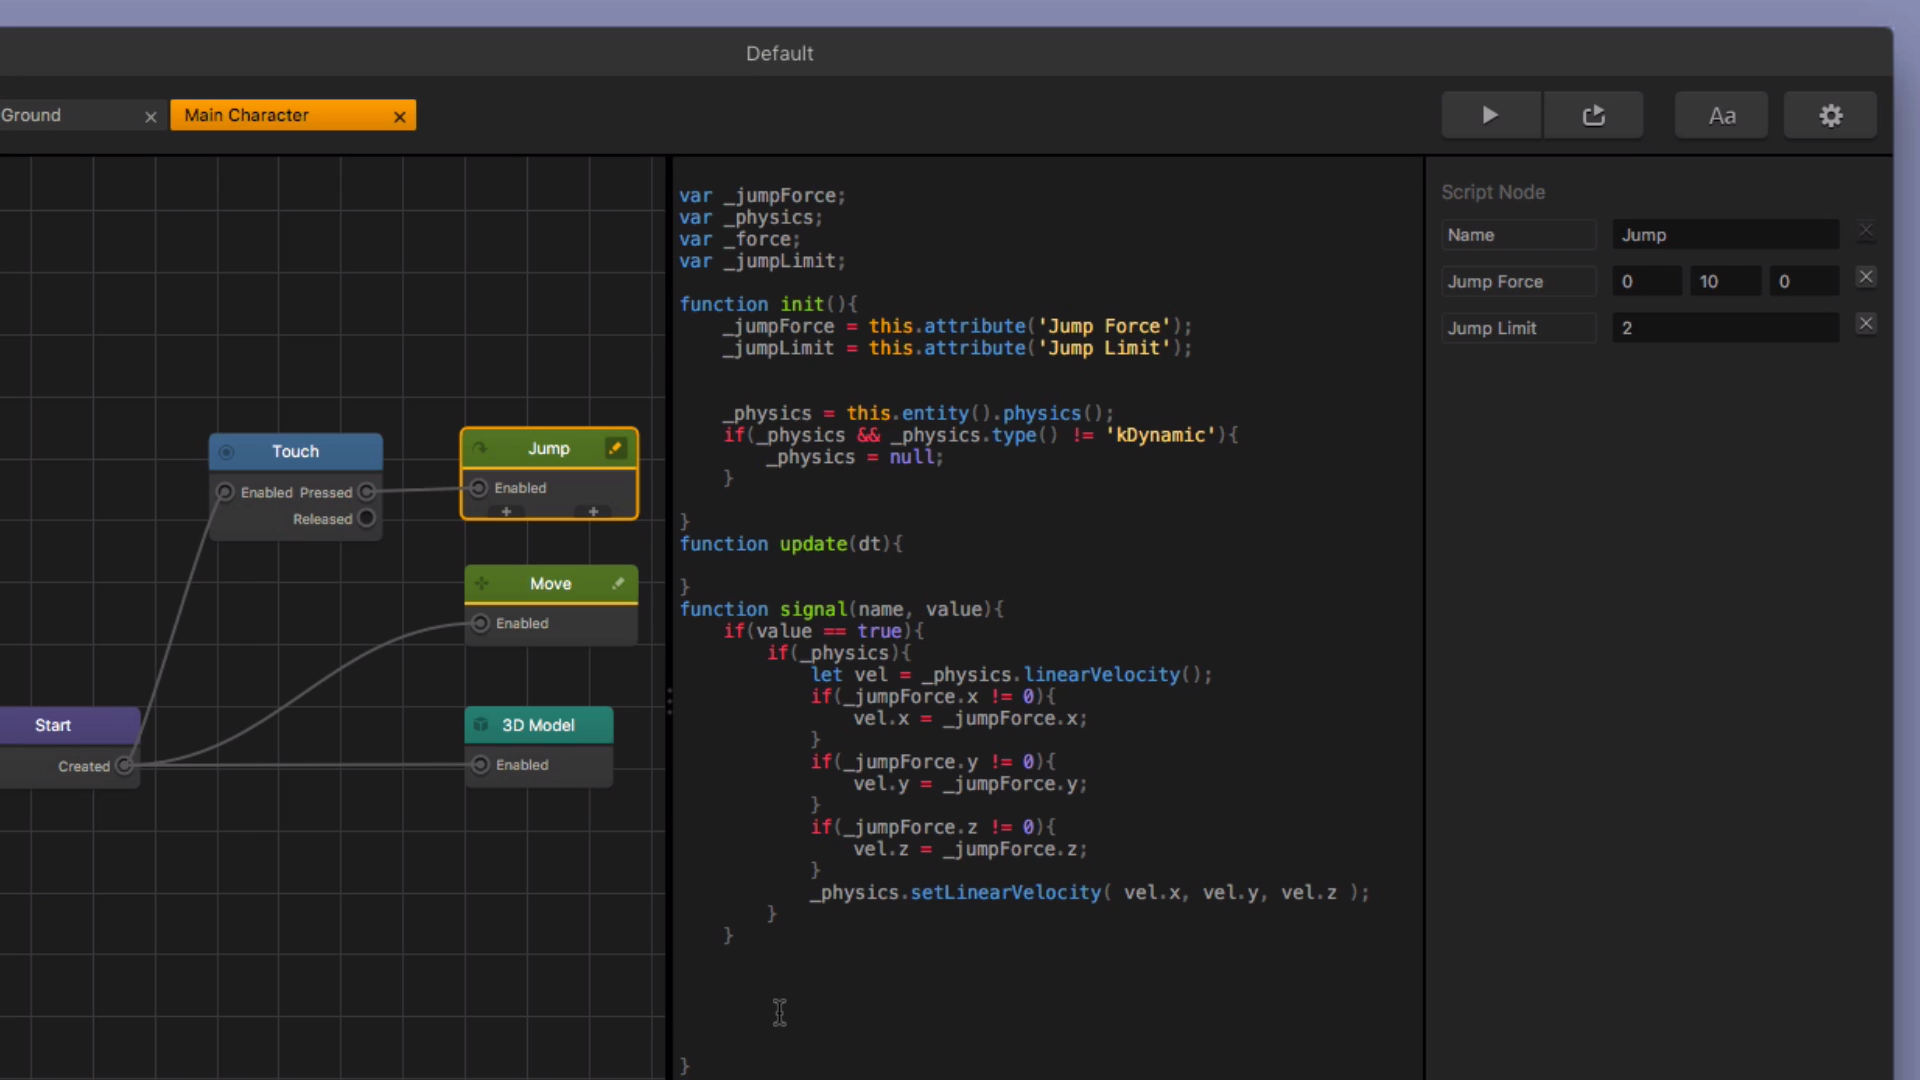 Default
Ground
Main Character
Aa
Touch
Enabled Pressed
Released
Jump
Enabled
Move
Enabled
Start
Created
3D Model
Enabled
var _jumpForce;
var _physics;
var _force;
var _jumpLimit;
function init(){
_jumpForce = this.attribute('Jump Force');
_jumpLimit = this.attribute('Jump Limit');
_physics = this.entity().physics();
if(_physics && _physics.type() != 'kDynamic'){
_physics = null;
}
}
function update(dt){
}
function signal(name, value){
if(value == true){
if(_physics){
let vel = _physics.linearVelocity();
if(_jumpForce.x != 0){
vel.x = _jumpForce.x;
}
if(_jumpForce.y != 0){
vel.y = _jumpForce.y;
}
if(_jumpForce.z != 0){
vel.z = _jumpForce.z;
}
_physics.setLinearVelocity( vel.x, vel.y, vel.z );
}
}
}
Script Node
Name Jump
Jump Force 0 10 0
Jump Limit 2